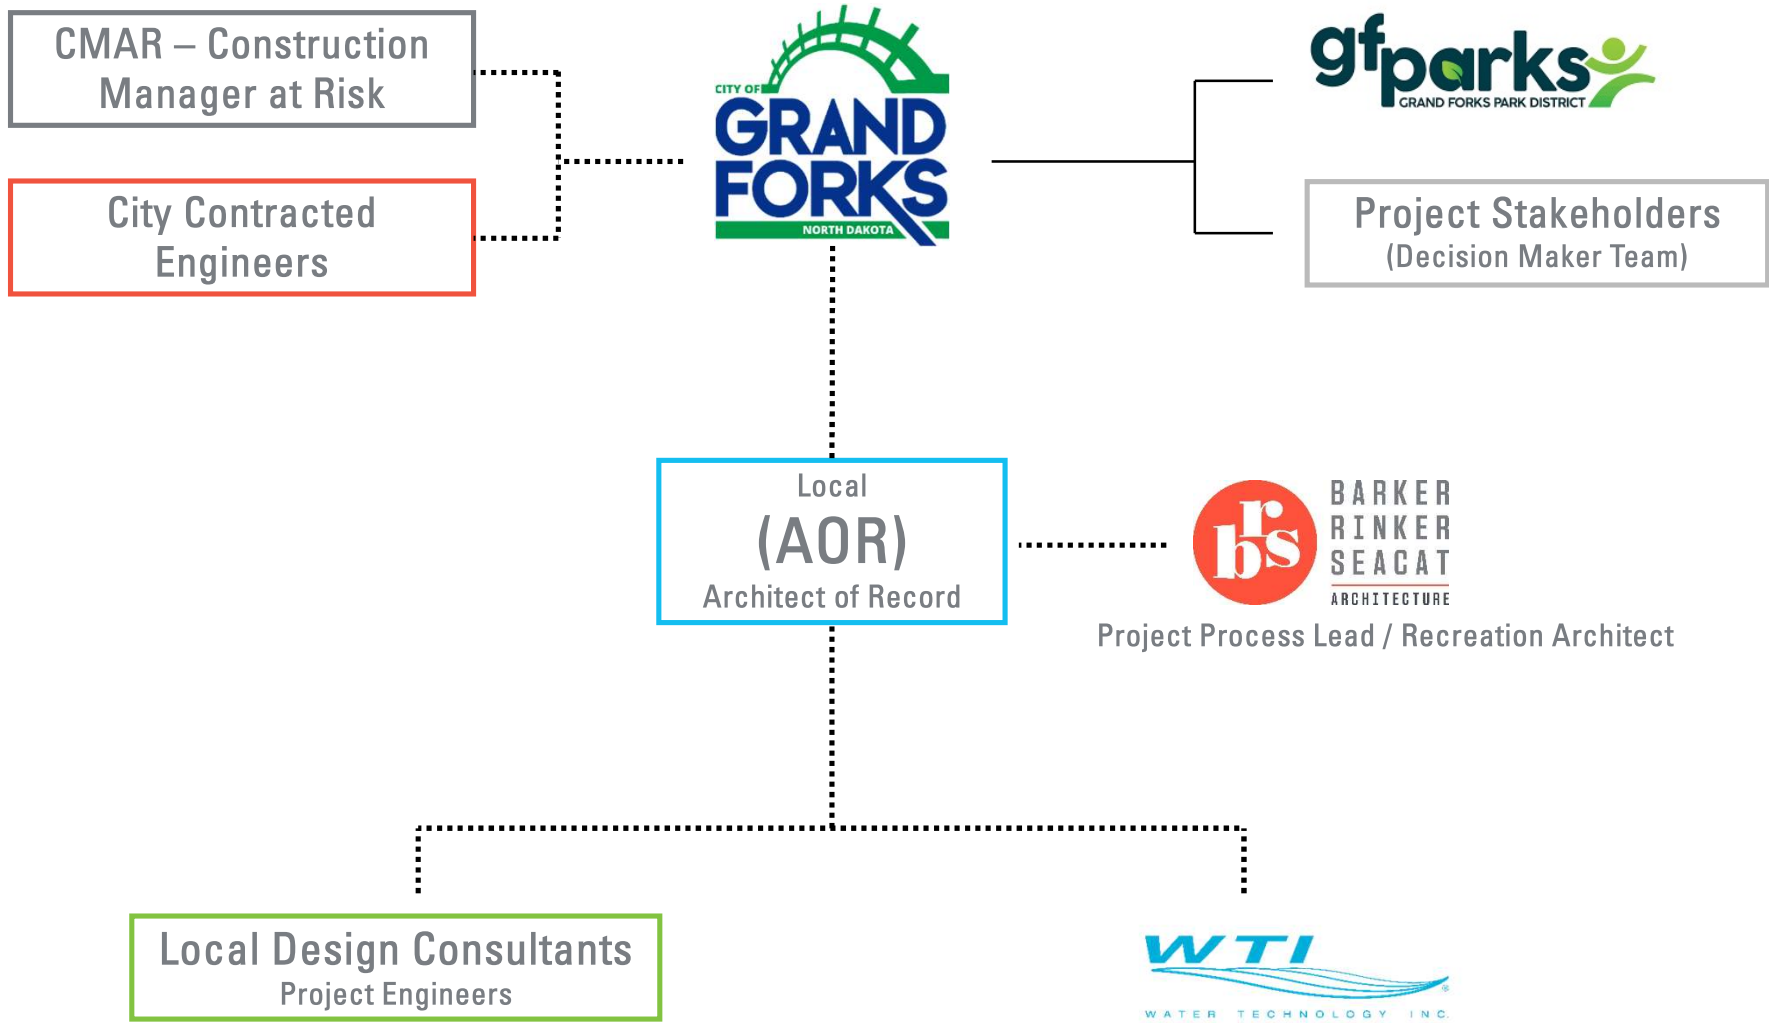 CMAR – Construction
Manager at Risk
City Contracted
Engineers
CITY OF
GRAND
FORKS
NORTH DAKOTA
gfparks
GRAND FORKS PARK DISTRICT
Project Stakeholders
(Decision Maker Team)
Local
(AOR)
Architect of Record
brs
BARKER
RINKER
SEACAT
ARCHITECTURE
Project Process Lead / Recreation Architect
Local Design Consultants
Project Engineers
WTI
®
WATER TECHNOLOGY INC.